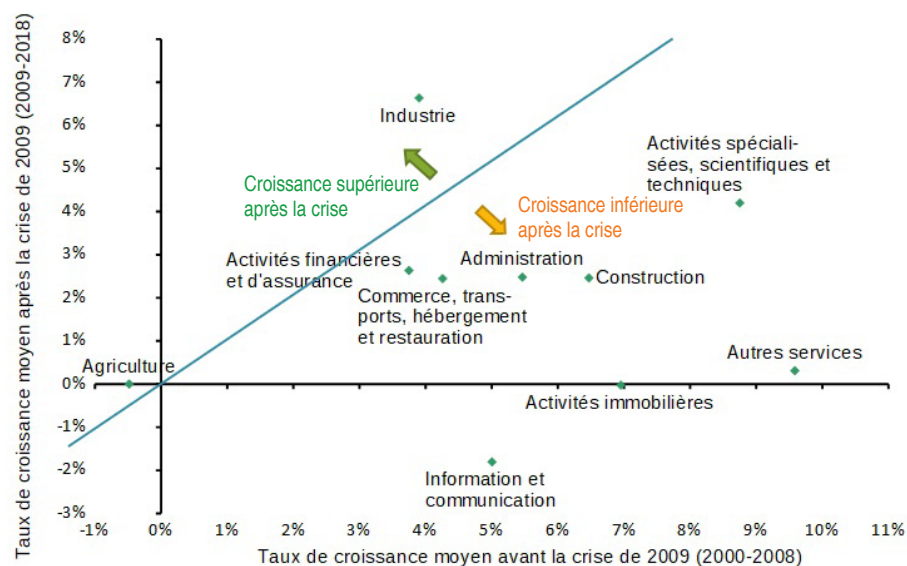 Taux de croissance moyen après la crise de 2009 (2009-2018)
8%
7%
6%
5%
4%
3%
2%
1%
0%
-1%
-2%
-3%
Industrie
Activités spéciali-
sées, scientifiques et
techniques
Croissance supérieure
après la crise
Croissance inférieure
après la crise
Activités financières
et d'assurance
Administration
Construction
Commerce, trans-
ports, hébergement
et restauration
Agriculture
Autres services
Activités immobilières
Information et
communication
-1% 0% 1% 2% 3% 4% 5% 6% 7% 8% 9% 10% 11%
Taux de croissance moyen avant la crise de 2009 (2000-2008)